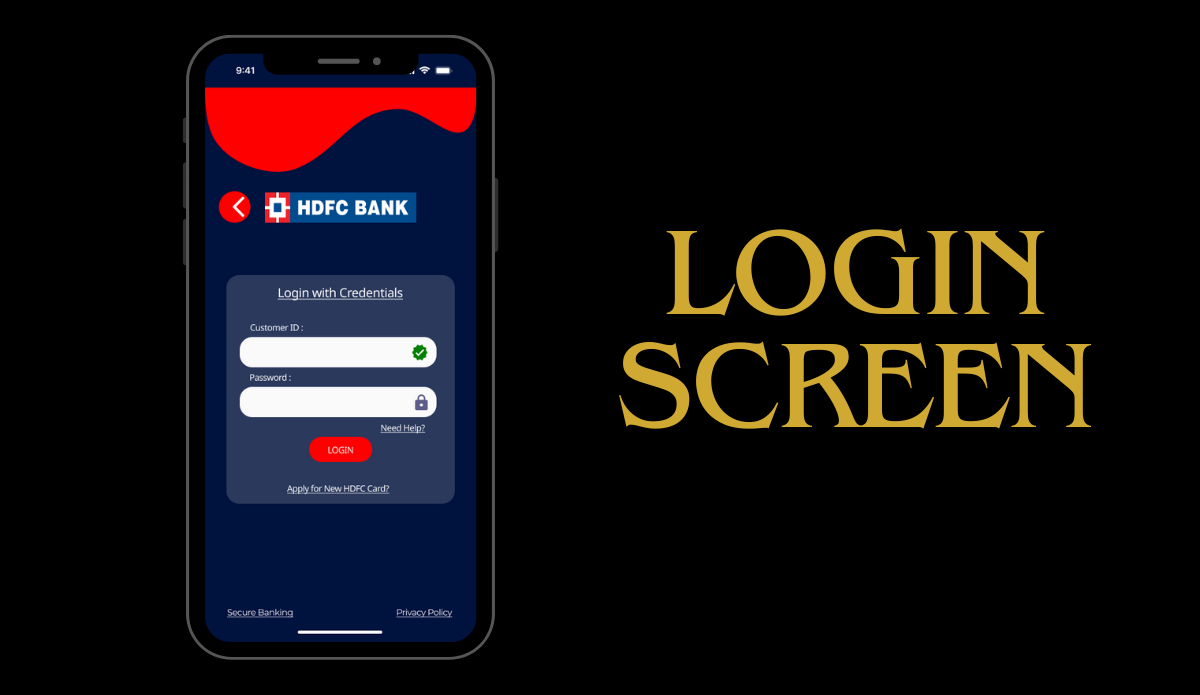 9:41
HDFC BANK
Login with Credentials
Customer ID :
Password :
Need Help?
LOGIN
Apply for New HDFC Card?
Secure Banking
Privacy Policy
LOGIN
SCREEN